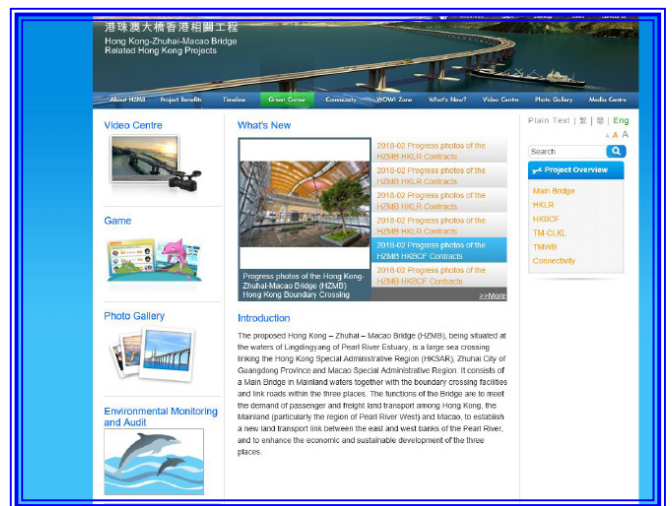 港珠澳大橋香港相關工程
Hong Kong-Zhuhai-Macao Bridge
Related Hong Kong Projects
About HZMB Project Benefits Timeline Green Corner Community WOW! Zone What's New? Video Centre Photo Gallery Media Centre
Plain Text | 繁 | 簡 | Eng
A A A
Search
Project Overview
Main Bridge
HKLR
HKBCF
TM-CLKL
TMWB
Connectivity
Video Centre
Game
Photo Gallery
Environmental Monitoring
and Audit
What's New
2018-02 Progress photos of the
HZMB HKLR Contracts
2018-02 Progress photos of the
HZMB HKLR Contracts
2018-02 Progress photos of the
HZMB HKLR Contracts
2018-02 Progress photos of the
HZMB HKLR Contracts
2018-02 Progress photos of the
HZMB HKBCF Contracts
2018-02 Progress photos of the
HZMB HKBCF Contracts
Progress photos of the Hong Kong-
Zhuhai-Macao Bridge (HZMB)
Hong Kong Boundary Crossing
>>More
Introduction
The proposed Hong Kong – Zhuhai – Macao Bridge (HZMB), being situated at
the waters of Lingdingyang of Pearl River Estuary, is a large sea crossing
linking the Hong Kong Special Administrative Region (HKSAR), Zhuhai City of
Guangdong Province and Macao Special Administrative Region. It consists of
a Main Bridge in Mainland waters together with the boundary crossing facilities
and link roads within the three places. The functions of the Bridge are to meet
the demand of passenger and freight land transport among Hong Kong, the
Mainland (particularly the region of Pearl River West) and Macao, to establish
a new land transport link between the east and west banks of the Pearl River,
and to enhance the economic and sustainable development of the three
places.